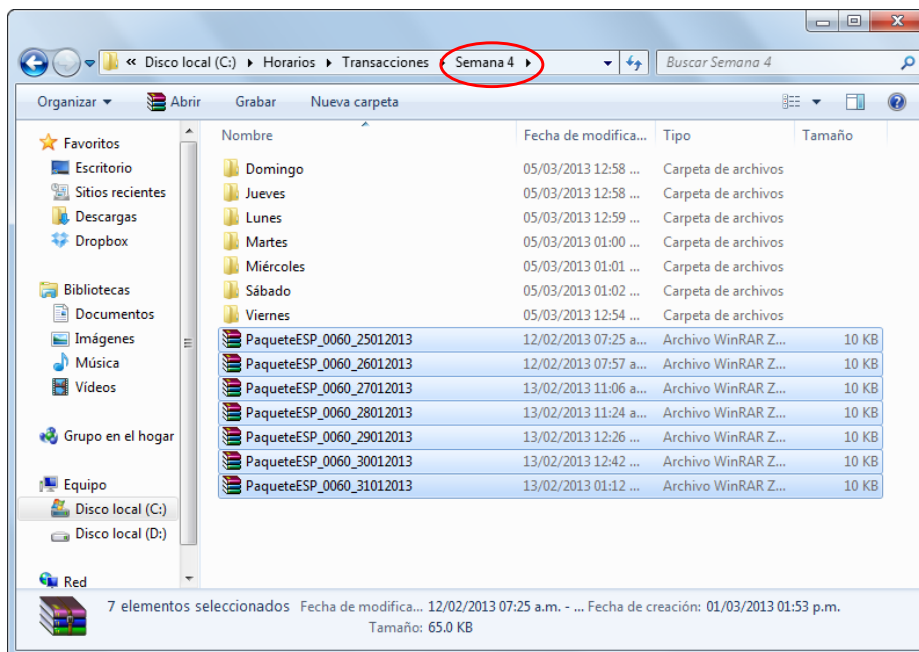 « Disco local (C:) Horarios Transacciones Semana 4 Buscar Semana 4
Organizar Abrir Grabar Nueva carpeta
Favoritos
Escritorio
Sitios recientes
Descargas
Dropbox
Bibliotecas
Documentos
Imágenes
Música
Vídeos
Grupo en el hogar
Equipo
Disco local (C:)
Disco local (D:)
Red
Nombre Fecha de modifica... Tipo Tamaño
Domingo 05/03/2013 12:58 ... Carpeta de archivos
Jueves 05/03/2013 12:58 ... Carpeta de archivos
Lunes 05/03/2013 12:59 ... Carpeta de archivos
Martes 05/03/2013 01:00 ... Carpeta de archivos
Miércoles 05/03/2013 01:01 ... Carpeta de archivos
Sábado 05/03/2013 01:02 ... Carpeta de archivos
Viernes 05/03/2013 12:54 ... Carpeta de archivos
PaqueteESP_0060_25012013 12/02/2013 07:25 a... Archivo WinRAR Z... 10 KB
PaqueteESP_0060_26012013 12/02/2013 07:57 a... Archivo WinRAR Z... 10 KB
PaqueteESP_0060_27012013 13/02/2013 11:06 a... Archivo WinRAR Z... 10 KB
PaqueteESP_0060_28012013 13/02/2013 11:24 a... Archivo WinRAR Z... 10 KB
PaqueteESP_0060_29012013 13/02/2013 12:26 ... Archivo WinRAR Z... 10 KB
PaqueteESP_0060_30012013 13/02/2013 12:42 ... Archivo WinRAR Z... 10 KB
PaqueteESP_0060_31012013 13/02/2013 01:12 ... Archivo WinRAR Z... 10 KB
7 elementos seleccionados Fecha de modifica... 12/02/2013 07:25 a.m. - ... Fecha de creación: 01/03/2013 01:53 p.m.
Tamaño: 65.0 KB